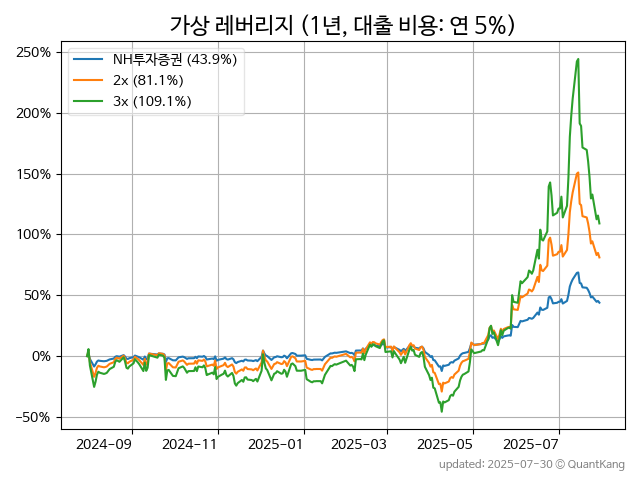 가상 레버리지 (1년, 대출 비용: 연 5%)
250%
200%
150%
100%
50%
0%
−50%
NH투자증권 (43.9%)
2x (81.1%)
3x (109.1%)
2024-09
2024-11
2025-01
2025-03
2025-05
2025-07
updated: 2025-07-30 © QuantKang